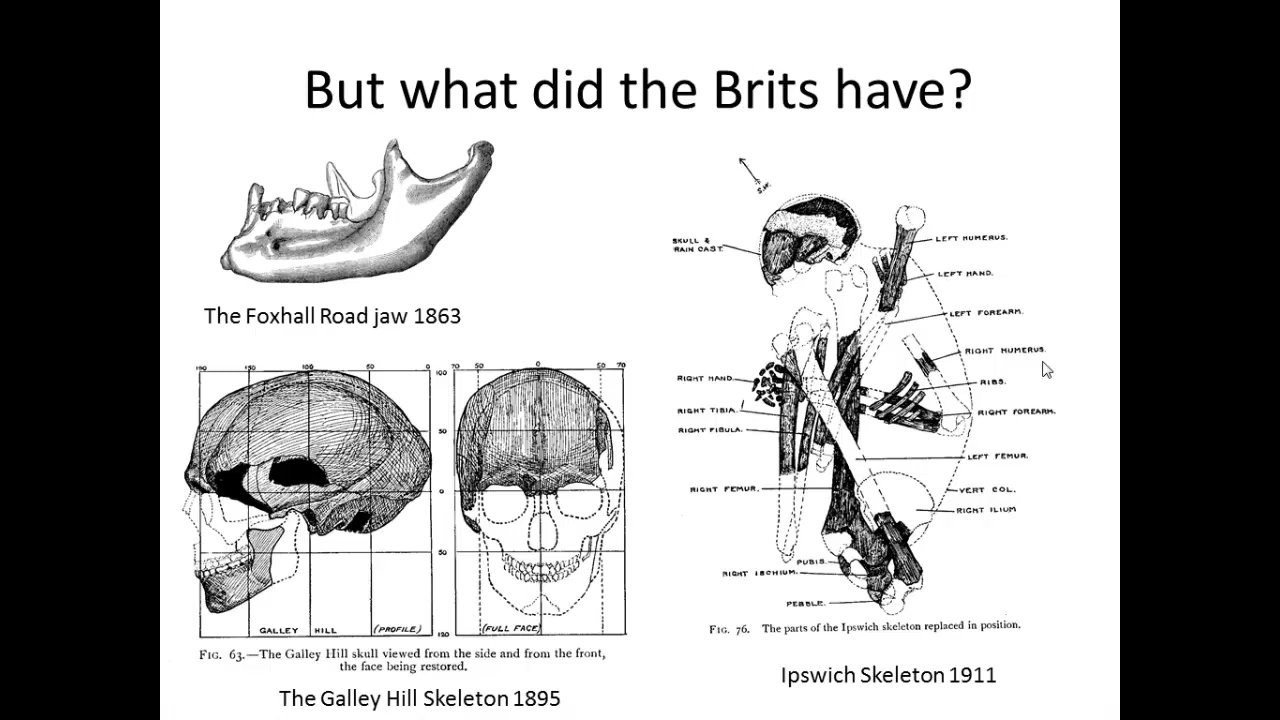 But what did the Brits have?
The Foxhall Road jaw 1863
190
150
100
50
0
70
50
0
50
70
100
50
0
50
120
GALLEY HILL (PROFILE)
(FULL FACE)
FIG. 63.—The Galley Hill skull viewed from the side and from the front,
the face being restored.
The Galley Hill Skeleton 1895
S.W.
SKULL &
RAIN CAST.
LEFT HUMERUS.
LEFT HAND.
LEFT FOREARM.
RIGHT HUMERUS.
RIGHT HAND.
RIBS.
RIGHT TIBIA.
RIGHT FOREARM.
RIGHT FIBULA.
LEFT FEMUR.
RIGHT FEMUR.
VERT COL.
RIGHT ILIUM
PUBIS.
RIGHT ISCHIUM.
PEBBLE.
FIG. 76. The parts of the Ipswich skeleton replaced in position.
Ipswich Skeleton 1911